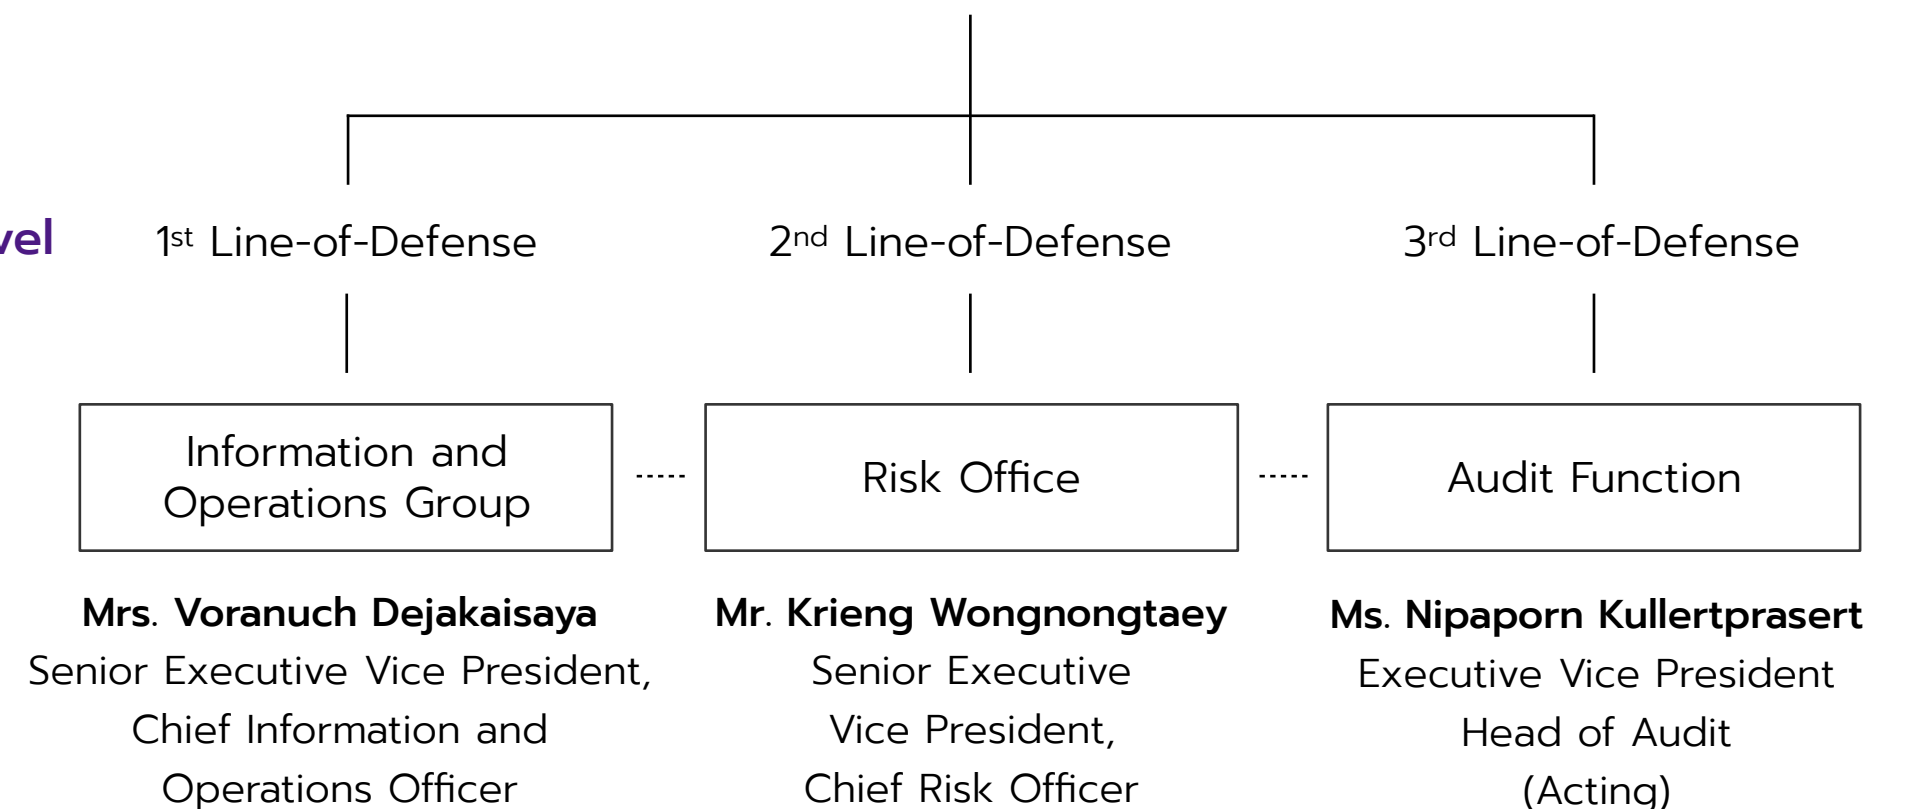 vel
1st Line-of-Defense
2nd Line-of-Defense
3rd Line-of-Defense
Information and
Operations Group
Risk Office
Audit Function
Mrs. Voranuch Dejakaisaya
Senior Executive Vice President,
Chief Information and
Operations Officer
Mr. Krieng Wongnongtaey
Senior Executive
Vice President,
Chief Risk Officer
Ms. Nipaporn Kullertprasert
Executive Vice President
Head of Audit
(Acting)